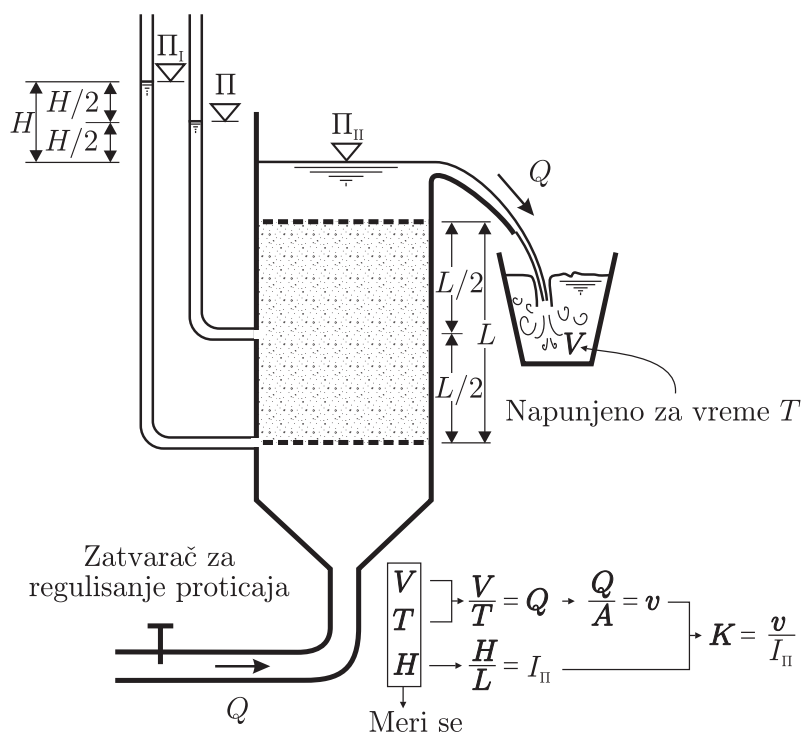 Π_I
Π
Π_II
H
H/2
H/2
Q
L/2
L
L/2
V
Napunjeno za vreme T
Zatvarač za
regulisanje proticaja
Q
V
T
H
V/T = Q → Q/A = v
H/L = I_Π
K = v/I_Π
Meri se